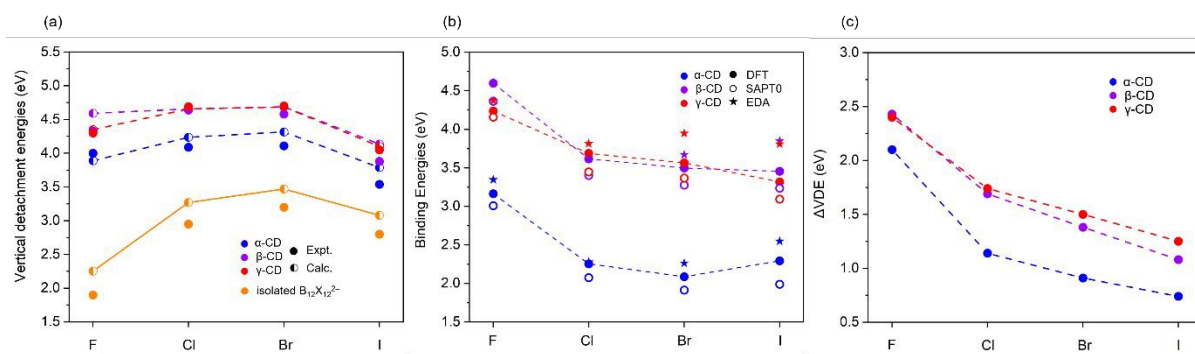 (a)
Vertical detachment energies (eV)
5.5
5.0
4.5
4.0
3.5
3.0
2.5
2.0
1.5
F
Cl
Br
I
α-CD
β-CD
γ-CD
Expt.
Calc.
isolated B₁₂X₁₂²⁻
(b)
Binding Energies (eV)
5.0
4.5
4.0
3.5
3.0
2.5
2.0
1.5
F
Cl
Br
I
α-CD
β-CD
γ-CD
DFT
SAPT0
EDA
(c)
ΔVDE (eV)
3.0
2.5
2.0
1.5
1.0
0.5
F
Cl
Br
I
α-CD
β-CD
γ-CD